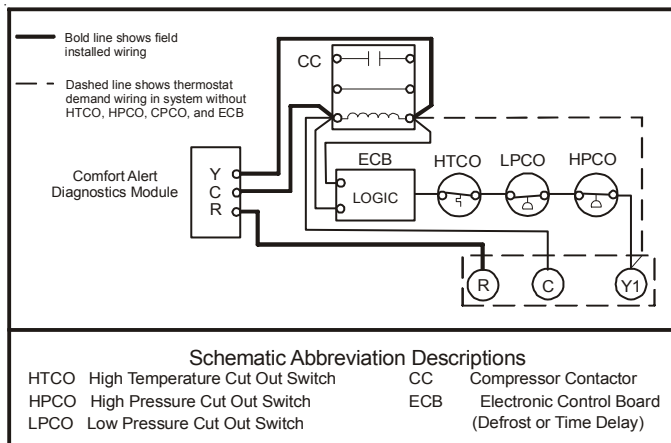 Bold line shows field
installed wiring
Dashed line shows thermostat
demand wiring in system without
HTCO, HPCO, CPCO, and ECB
CC
Comfort Alert
Diagnostics Module
Y
C
R
ECB
LOGIC
HTCO
LPCO
HPCO
R
C
Y1
Schematic Abbreviation Descriptions
HTCO High Temperature Cut Out Switch
HPCO High Pressure Cut Out Switch
LPCO Low Pressure Cut Out Switch
CC Compressor Contactor
ECB Electronic Control Board
(Defrost or Time Delay)